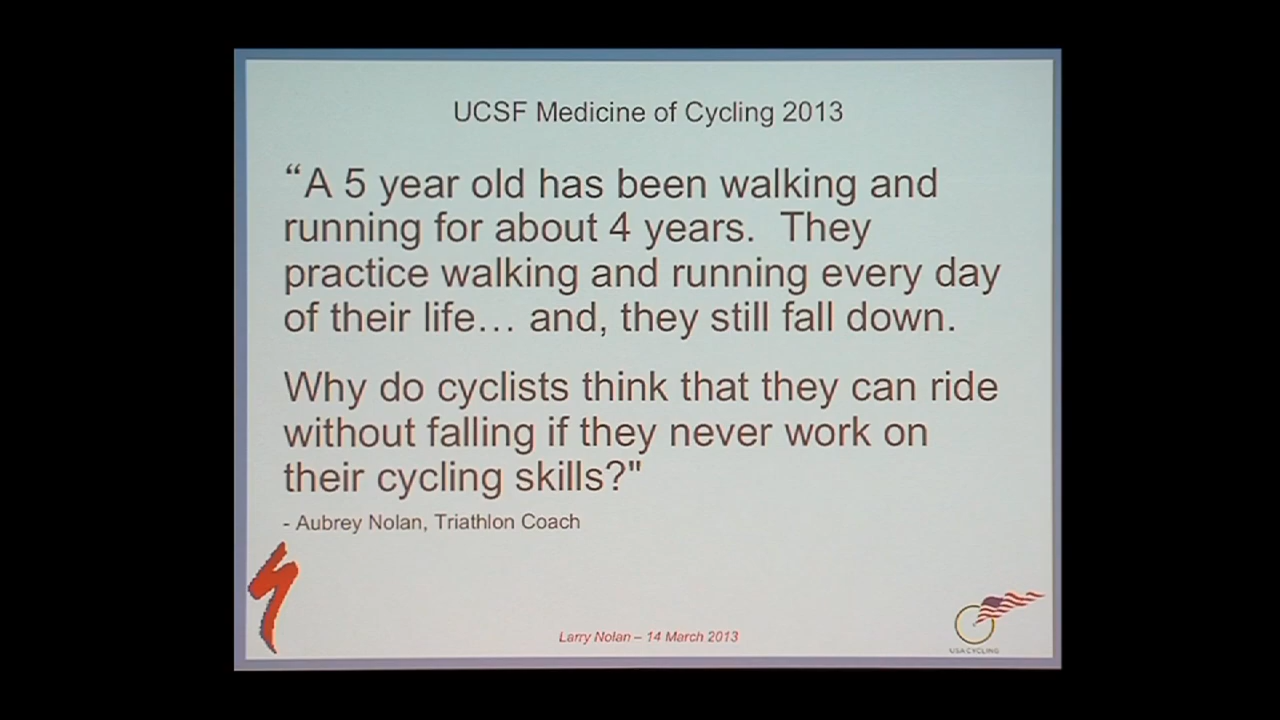 UCSF Medicine of Cycling 2013
“A 5 year old has been walking and
running for about 4 years.  They
practice walking and running every day
of their life… and, they still fall down.
Why do cyclists think that they can ride
without falling if they never work on
their cycling skills?"
- Aubrey Nolan, Triathlon Coach
Larry Nolan – 14 March 2013
USA CYCLING